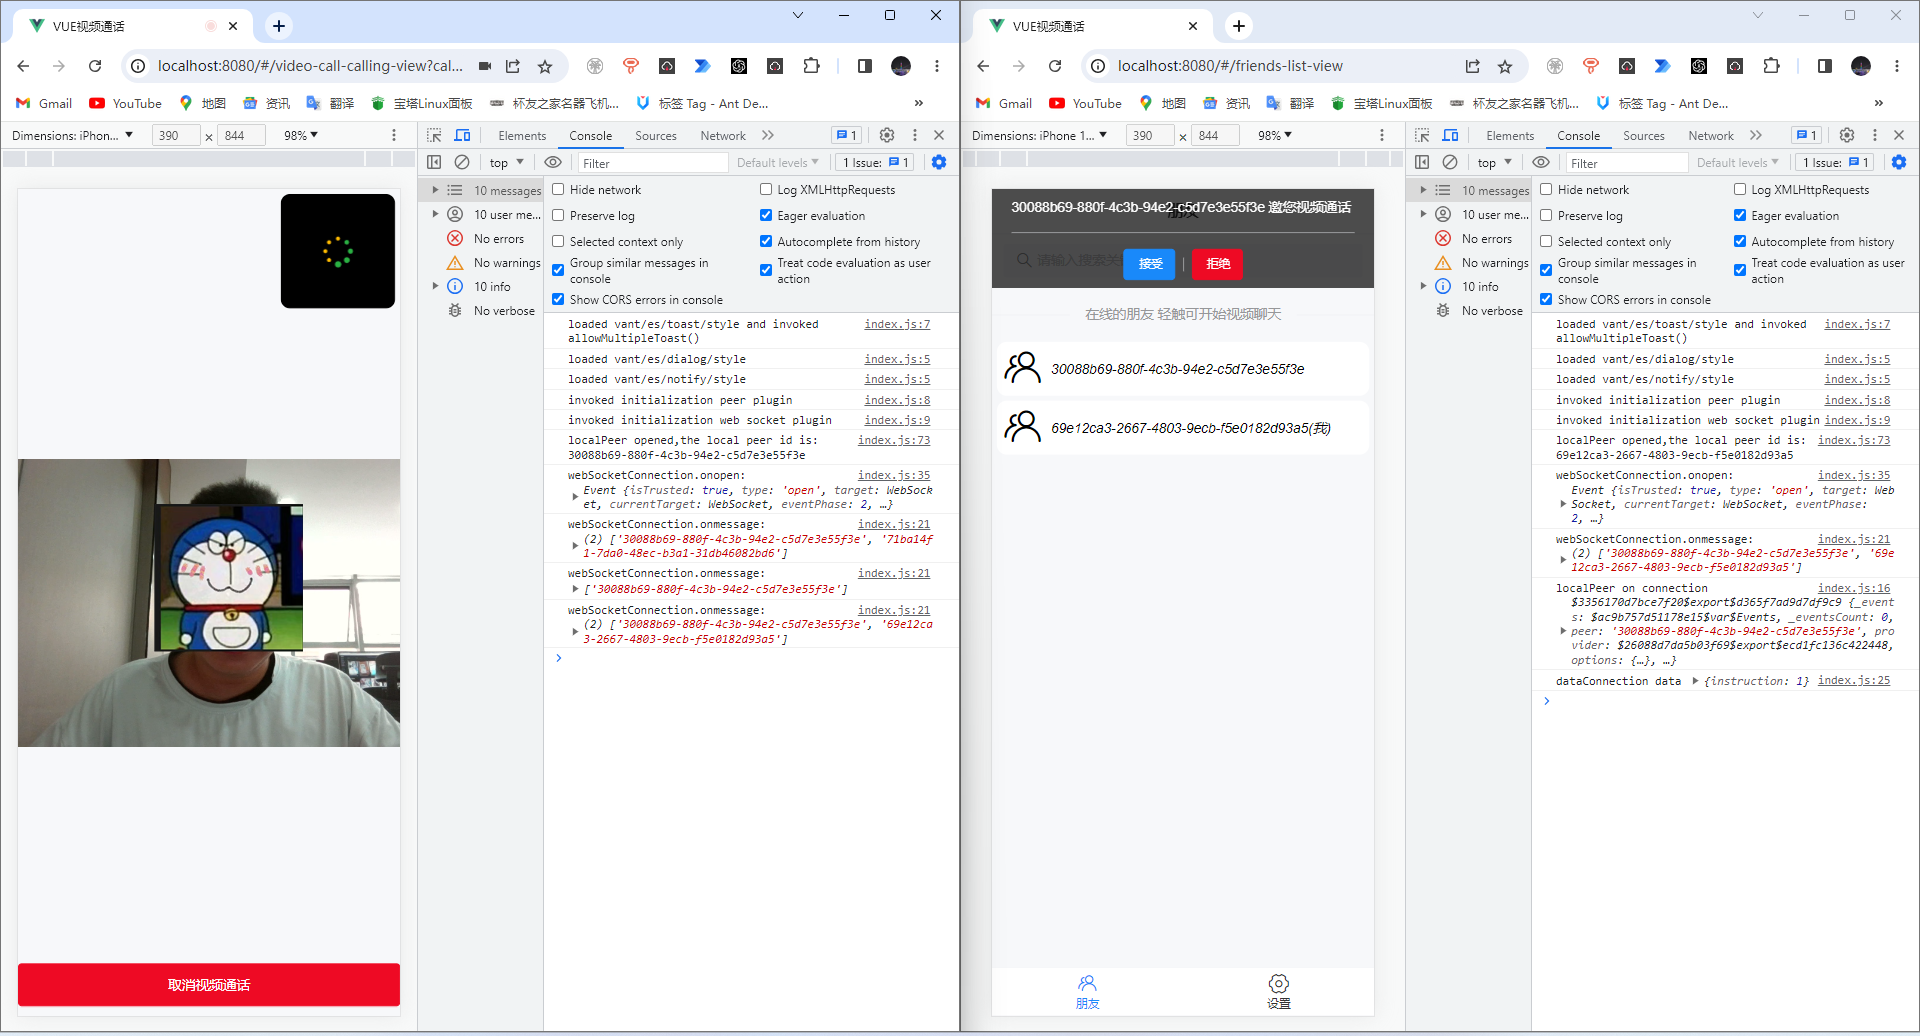 VUE视频通话
localhost:8080/#/video-call-calling-view?cal...
Gmail
YouTube
地图
资讯
翻译
宝塔Linux面板
杯友之家名器飞机...
标签 Tag - Ant De...
»
Dimensions: iPhon... ▼
390
×
844
98% ▼
Elements
Console
Sources
Network
1
top ▼
Filter
Default levels ▼
1 Issue: 1
10 messages
10 user me...
No errors
No warnings
10 info
No verbose
Hide network
Log XMLHttpRequests
Preserve log
Eager evaluation
Selected context only
Autocomplete from history
Group similar messages in
console
Treat code evaluation as user
action
Show CORS errors in console
loaded vant/es/toast/style and invoked index.js:7
allowMultipleToast()
loaded vant/es/dialog/style index.js:5
loaded vant/es/notify/style index.js:5
invoked initialization peer plugin index.js:8
invoked initialization web socket plugin index.js:9
localPeer opened,the local peer id is: index.js:73
30088b69-880f-4c3b-94e2-c5d7e3e55f3e
webSocketConnection.onopen: index.js:35
Event {isTrusted: true, type: 'open', target: WebSock
et, currentTarget: WebSocket, eventPhase: 2, …}
webSocketConnection.onmessage: index.js:21
(2) ['30088b69-880f-4c3b-94e2-c5d7e3e55f3e', '71ba14f
1-7da0-48ec-b3a1-31db46082bd6']
webSocketConnection.onmessage: index.js:21
['30088b69-880f-4c3b-94e2-c5d7e3e55f3e']
webSocketConnection.onmessage: index.js:21
(2) ['30088b69-880f-4c3b-94e2-c5d7e3e55f3e', '69e12ca
3-2667-4803-9ecb-f5e0182d93a5']
取消视频通话
VUE视频通话
localhost:8080/#/friends-list-view
Gmail
YouTube
地图
资讯
翻译
宝塔Linux面板
杯友之家名器飞机...
标签 Tag - Ant De...
»
Dimensions: iPhone 1... ▼
390
×
844
98% ▼
Elements
Console
Sources
Network
1
top ▼
Filter
Default levels ▼
1 Issue: 1
30088b69-880f-4c3b-94e2-c5d7e3e55f3e 邀您视频通话
朋友
请输入搜索关
接受
|
拒绝
在线的朋友 轻触可开始视频聊天
30088b69-880f-4c3b-94e2-c5d7e3e55f3e
69e12ca3-2667-4803-9ecb-f5e0182d93a5(我)
朋友
设置
10 messages
10 user me...
No errors
No warnings
10 info
No verbose
Hide network
Log XMLHttpRequests
Preserve log
Eager evaluation
Selected context only
Autocomplete from history
Group similar messages in
console
Treat code evaluation as user
action
Show CORS errors in console
loaded vant/es/toast/style and invoked index.js:7
allowMultipleToast()
loaded vant/es/dialog/style index.js:5
loaded vant/es/notify/style index.js:5
invoked initialization peer plugin index.js:8
invoked initialization web socket plugin index.js:9
localPeer opened,the local peer id is: index.js:73
69e12ca3-2667-4803-9ecb-f5e0182d93a5
webSocketConnection.onopen: index.js:35
Event {isTrusted: true, type: 'open', target: Web
Socket, currentTarget: WebSocket, eventPhase:
2, …}
webSocketConnection.onmessage: index.js:21
(2) ['30088b69-880f-4c3b-94e2-c5d7e3e55f3e', '69e
12ca3-2667-4803-9ecb-f5e0182d93a5']
localPeer on connection index.js:16
$3356170d7bce7f20$export$d365f7ad9d7df9c9 {_event
s: $ac9b757d51178e15$var$Events, _eventsCount: 0,
peer: '30088b69-880f-4c3b-94e2-c5d7e3e55f3e', pro
vider: $26088d7da5b03f69$export$ecd1fc136c422448,
options: {…}, …}
dataConnection data {instruction: 1} index.js:25